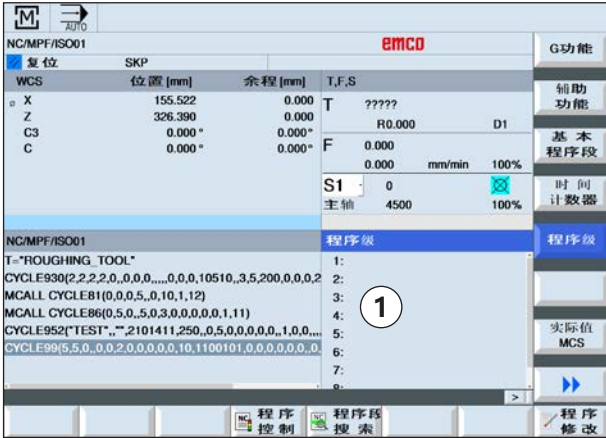 M AUTO
NC/MPF/ISO01
emco
复位 SKP
WCS 位置 [mm] 余程 [mm] T,F,S
X 155.522 0.000 T ?????
Z 326.390 0.000 R0.000 D1
C3 0.000 ° 0.000° F 0.000
C 0.000 ° 0.000° 0.000 mm/min 100%
S1 0
主轴 4500 100%
NC/MPF/ISO01
T="ROUGHING_TOOL"
CYCLE930(2,2,2,2,0,,0,0,0,,,,,0,0,0,10510,,3,5,200,0,0,0,2
MCALL CYCLE81(0,0,0,5,,0,10,1,12)
MCALL CYCLE86(0,5,0,,5,0,3,0,0,0,0,0,1,11)
CYCLE952("TEST",,"",2101411,250,,0,5,0,0,0,0,0,,1,0,0,,,,
CYCLE99(5,5,0,,0,0,2,0,0,0,0,0,10,1100101,0,0,0,0,0,0,,0,
程序级
1:
2:
3:
4:
5:
6:
7:
8:
1
G功能
辅助
功能
基本
程序段
时间
计数器
程序级
实际值
MCS
>
NC 程序
控制
NC 程序段
搜索
程序
修改